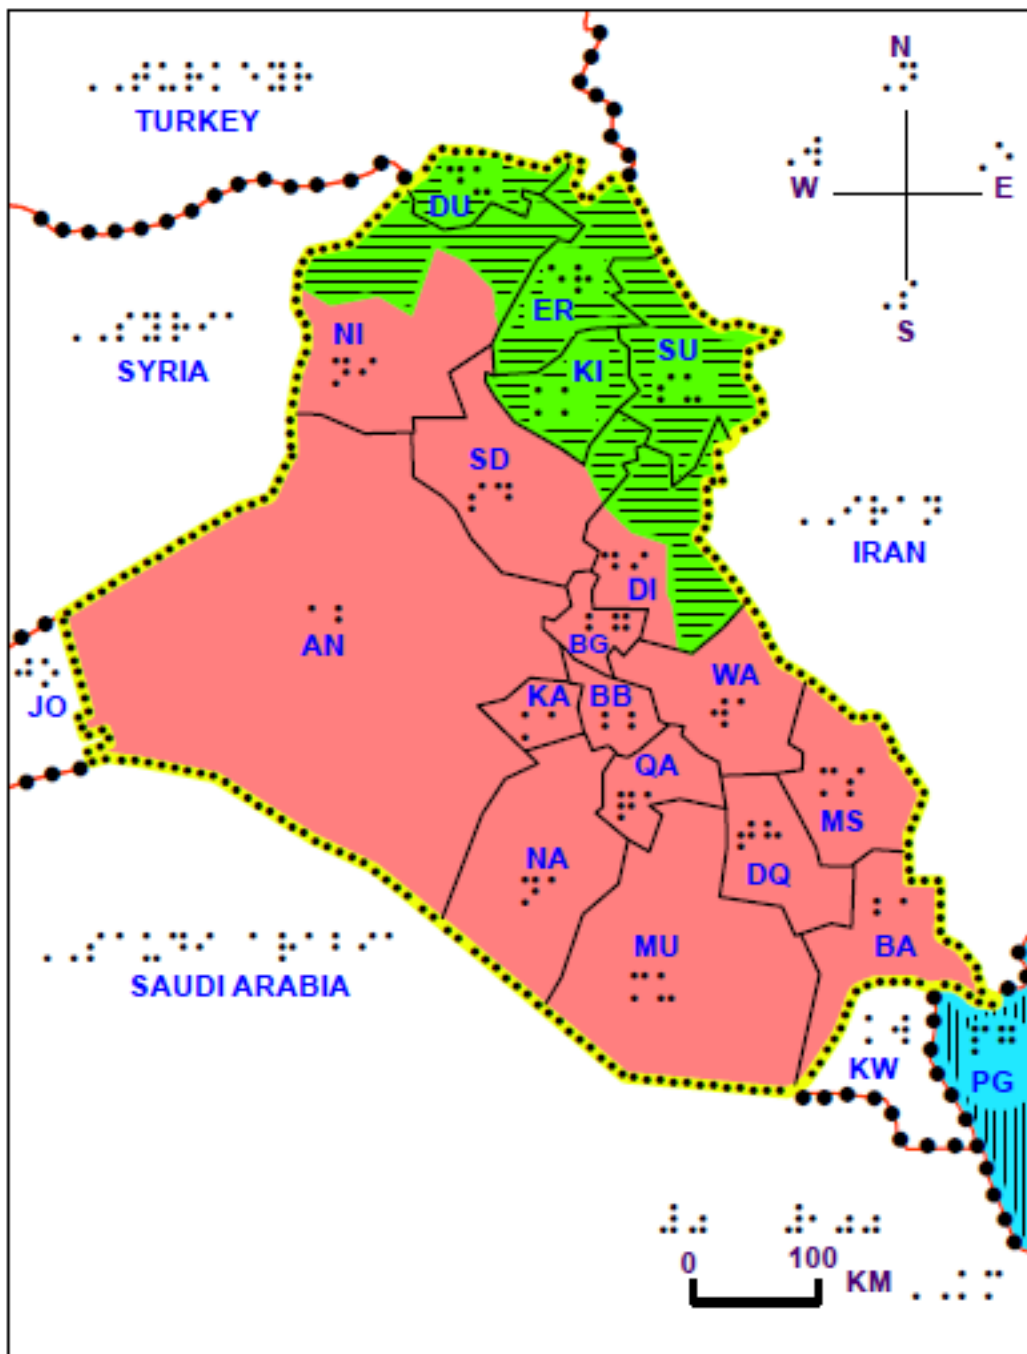 N
TURKEY
W
E
DU
ER
S
NI
SU
SYRIA
KI
SD
IRAN
DI
AN
BG
WA
KA
BB
JO
QA
MS
NA
DQ
MU
BA
SAUDI ARABIA
KW
PG
0
100
KM